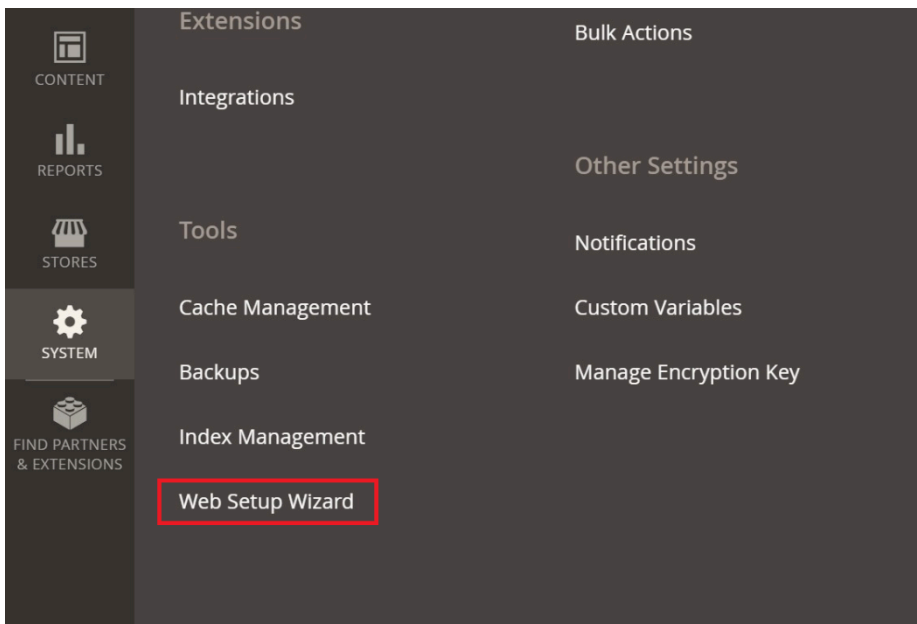 CONTENT
REPORTS
STORES
SYSTEM
FIND PARTNERS
& EXTENSIONS
Extensions
Integrations
Tools
Cache Management
Backups
Index Management
Web Setup Wizard
Bulk Actions
Other Settings
Notifications
Custom Variables
Manage Encryption Key